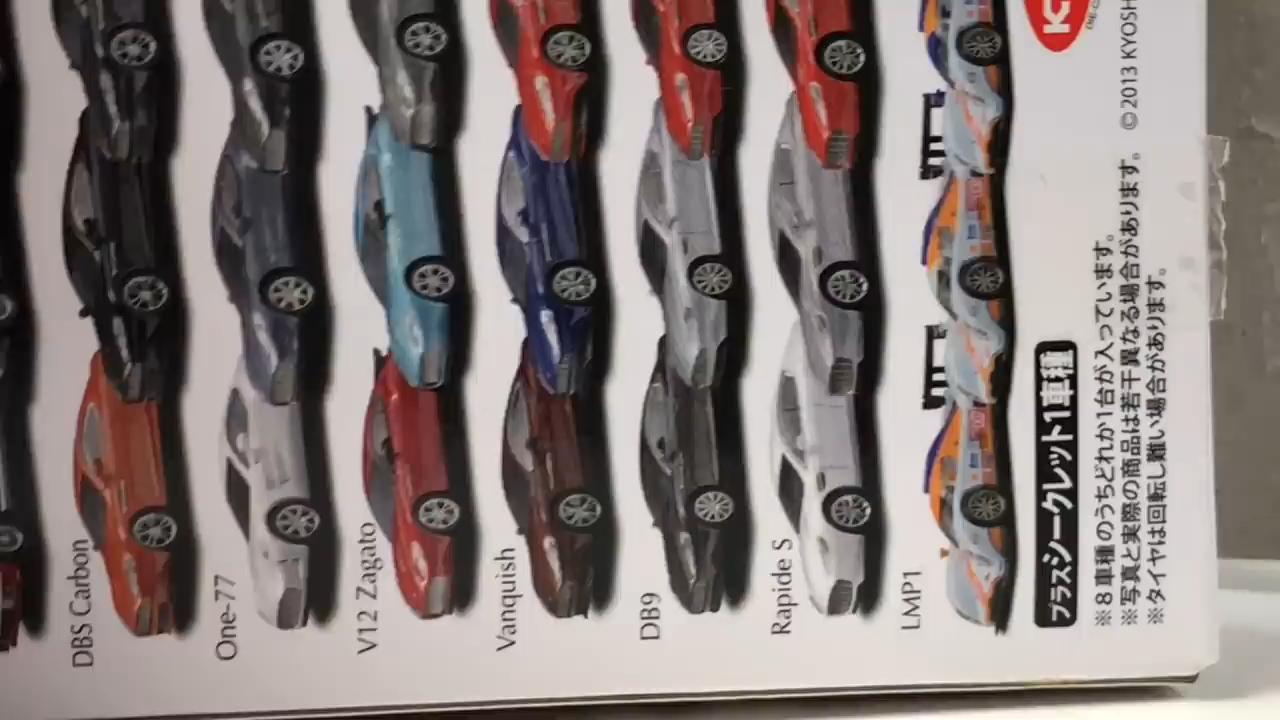 DBS Carbon
One-77
V12 Zagato
Vanquish
DB9
Rapide S
LMP1
プラスシークレット1車種
※8車種のうちどれか1台が入っています。
※写真と実際の商品は若干異なる場合があります。
※タイヤは回転し難い場合があります。
©2013 KYOSH